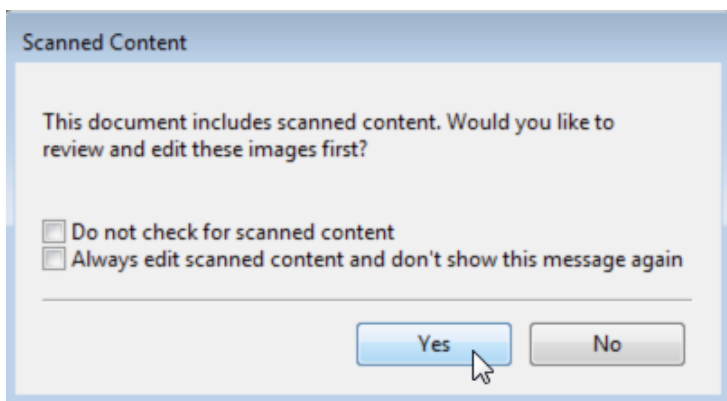 Scanned Content
This document includes scanned content. Would you like to
review and edit these images first?
Do not check for scanned content
Always edit scanned content and don't show this message again
Yes
No